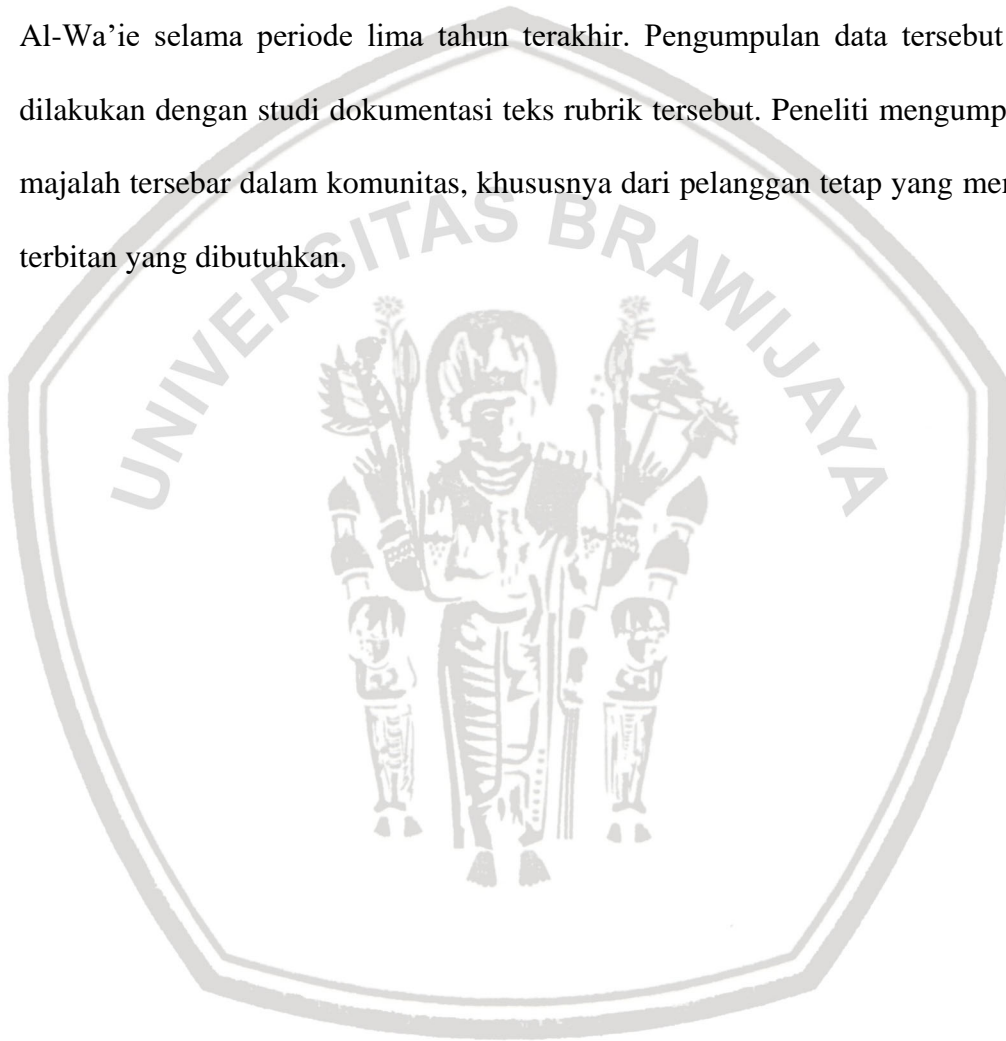 Al-Wa’ie selama periode lima tahun terakhir. Pengumpulan data tersebut
dilakukan dengan studi dokumentasi teks rubrik tersebut. Peneliti
majalah tersebar dalam komunitas, khususnya dari pelanggan tetap yang
terbitan yang dibutuhkan.
UNIVERSITAS BRAWIJAYA